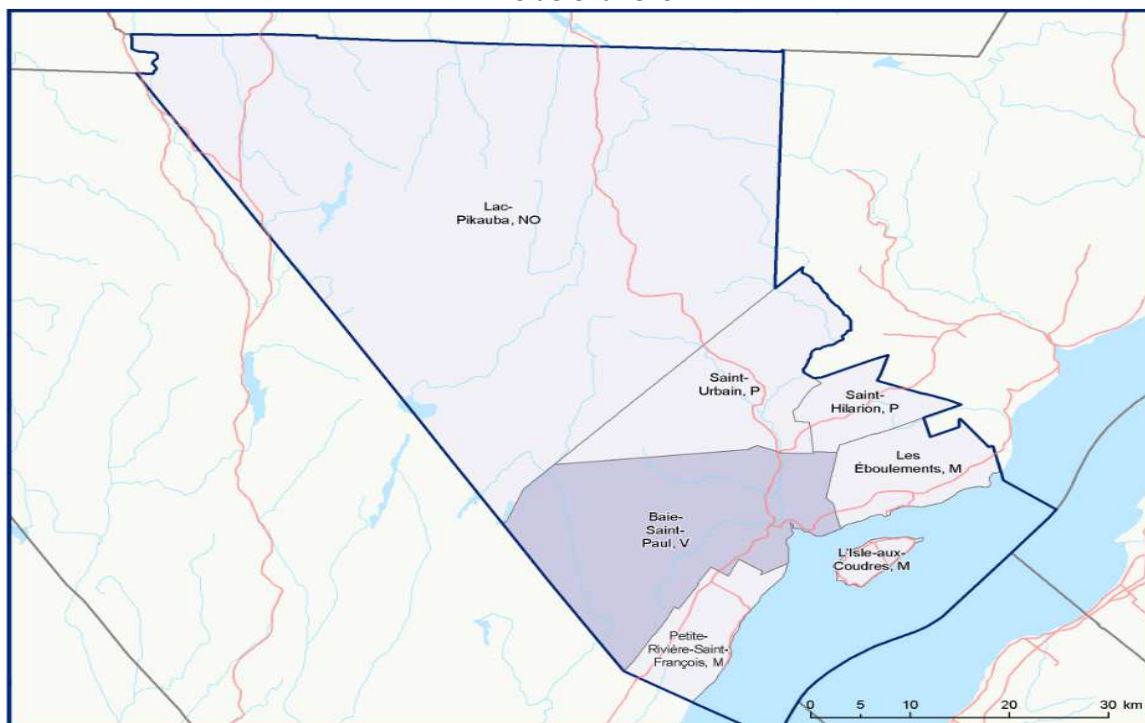 Lac-
Pikauba, NO
Saint-
Urbain, P
Saint-
Hilarion, P
Les
Éboulements, M
Baie-
Saint-
Paul, V
L'Isle-aux-
Coudres, M
Petite-
Rivière-Saint-
François, M
0 5 10 20 30 km